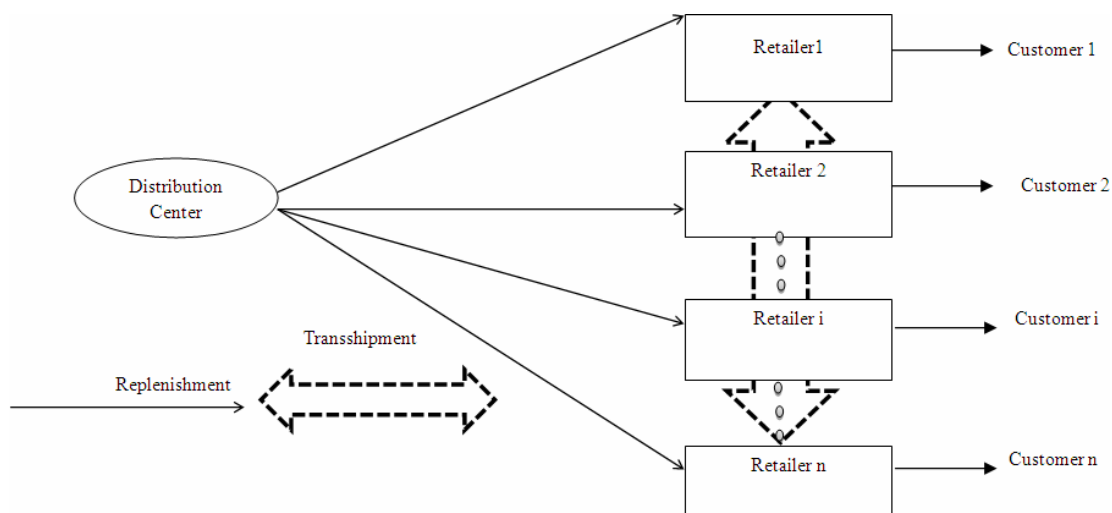 Retailer1
Customer 1
Distribution
Center
Retailer 2
Customer 2
Retailer i
Customer i
Transshipment
Replenishment
Retailer n
Customer n